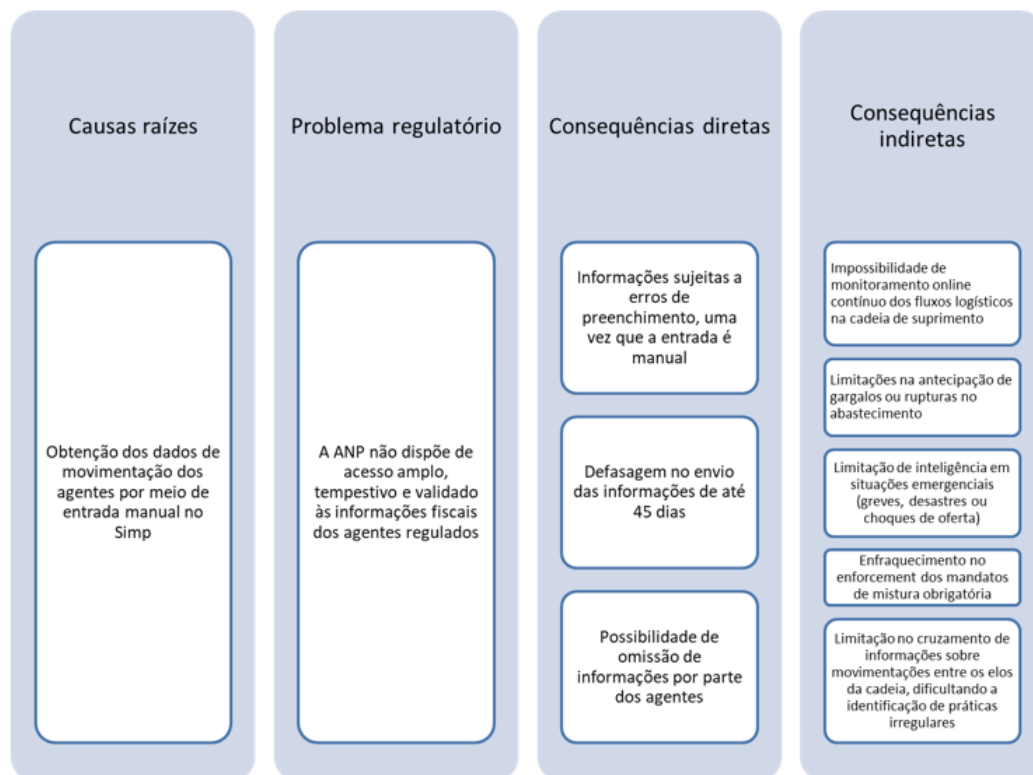 Causas raízes
Obtenção dos dados de
movimentação dos
agentes por meio de
entrada manual no
Simp
Problema regulatório
A ANP não dispõe de
acesso amplo,
tempestivo e validado
às informações fiscais
dos agentes regulados
Consequências diretas
Informações sujeitas a
erros de
preenchimento, uma
vez que a entrada é
manual
Defasagem no envio
das informações de até
45 dias
Possibilidade de
omissão de
informações por parte
dos agentes
Consequências
indiretas
Impossibilidade de
monitoramento online
contínuo dos fluxos logísticos
na cadeia de suprimento
Limitações na antecipação de
gargalos ou rupturas no
abastecimento
Limitação de inteligência em
situações emergenciais
(greves, desastres ou
choques de oferta)
Enfraquecimento no
enforcement dos mandatos
de mistura obrigatória
Limitação no cruzamento de
informações sobre
movimentações entre os elos
da cadeia, dificultando a
identificação de práticas
irregulares